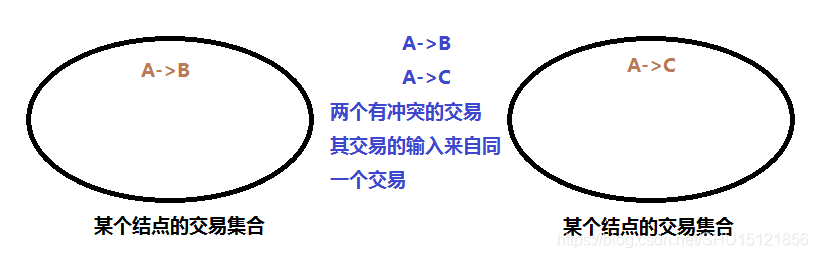 A->B
A->B
A->C
A->C
两个有冲突的交易
其交易的输入来自同
一个交易
某个结点的交易集合
某个结点的交易集合
https://blog.csdn.net/SHU15121856